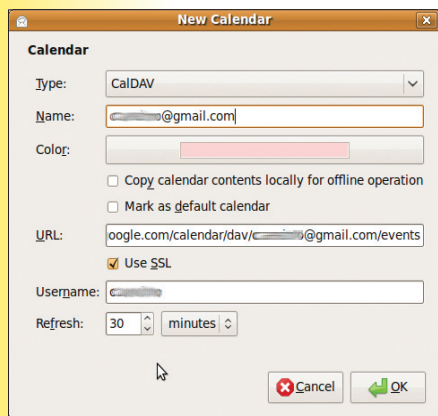 New Calendar
Calendar
Type: CalDAV
Name: @gmail.com
Color:
Copy calendar contents locally for offline operation
Mark as default calendar
URL: oogle.com/calendar/dav/ @gmail.com/events
Use SSL
Username:
Refresh: 30 minutes
Cancel OK